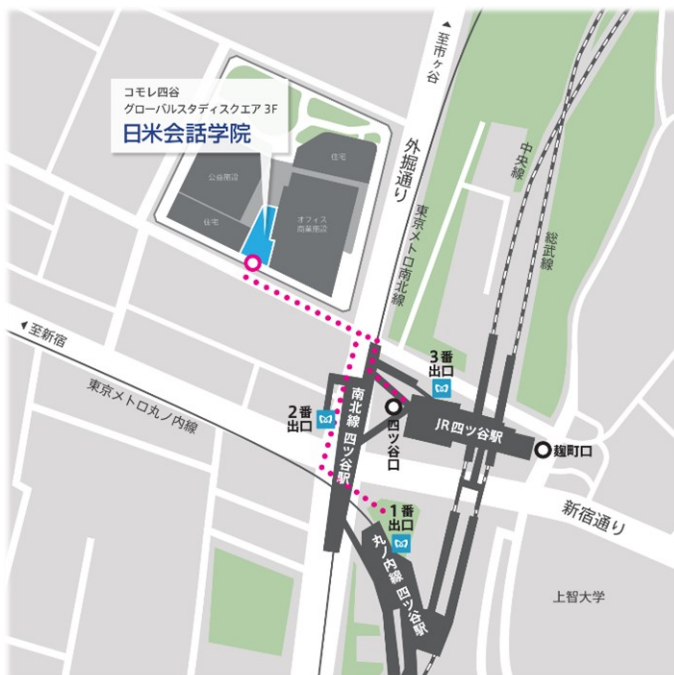 コモレ四谷
グローバルスタディスクエア 3F
日米会話学院
◀至市ヶ谷
外堀通り
東京メトロ南北線
中央線
総武線
住宅
公益施設
住宅
オフィス
商業施設
◀至新宿
東京メトロ丸ノ内線
3番
出口
2番
出口
南北線 四ツ谷駅
四ツ谷口
JR四ツ谷駅
麹町口
新宿通り
1番
出口
丸ノ内線 四ツ谷駅
上智大学